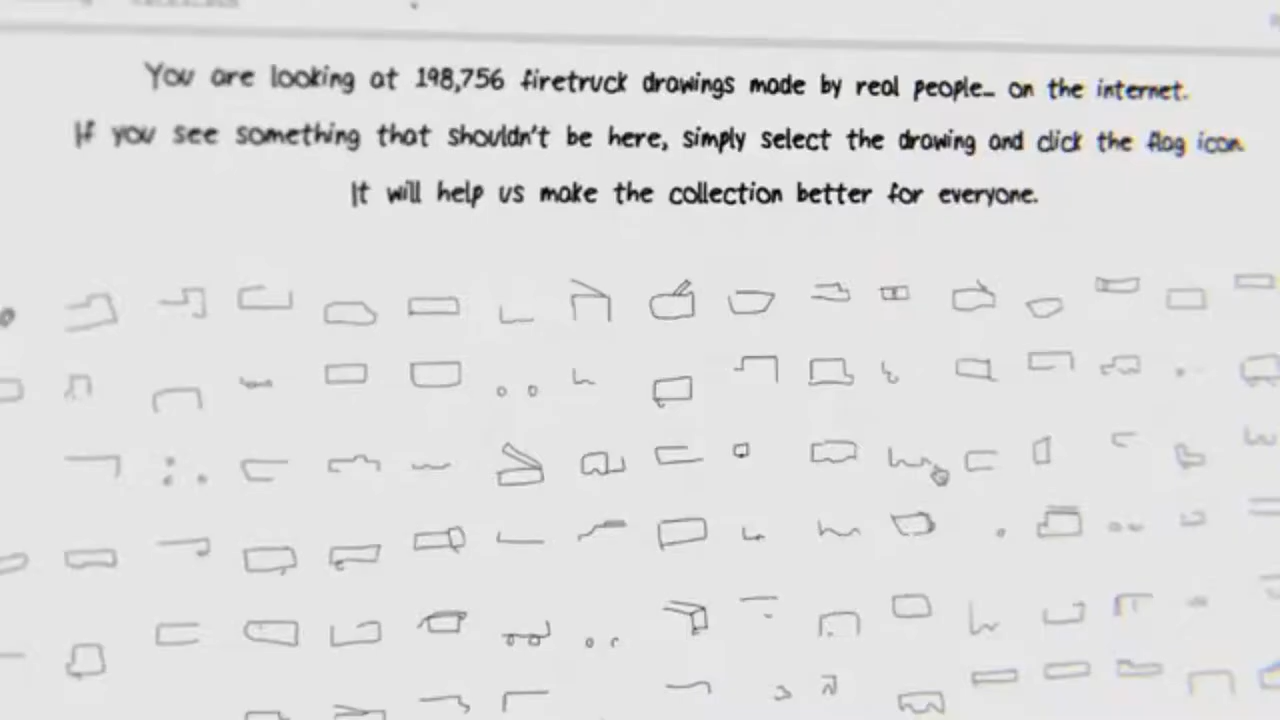 You are looking at 198,756 firetruck drawings made by real people... on the internet.
If you see something that shouldn't be here, simply select the drawing and click the flag icon.
It will help us make the collection better for everyone.